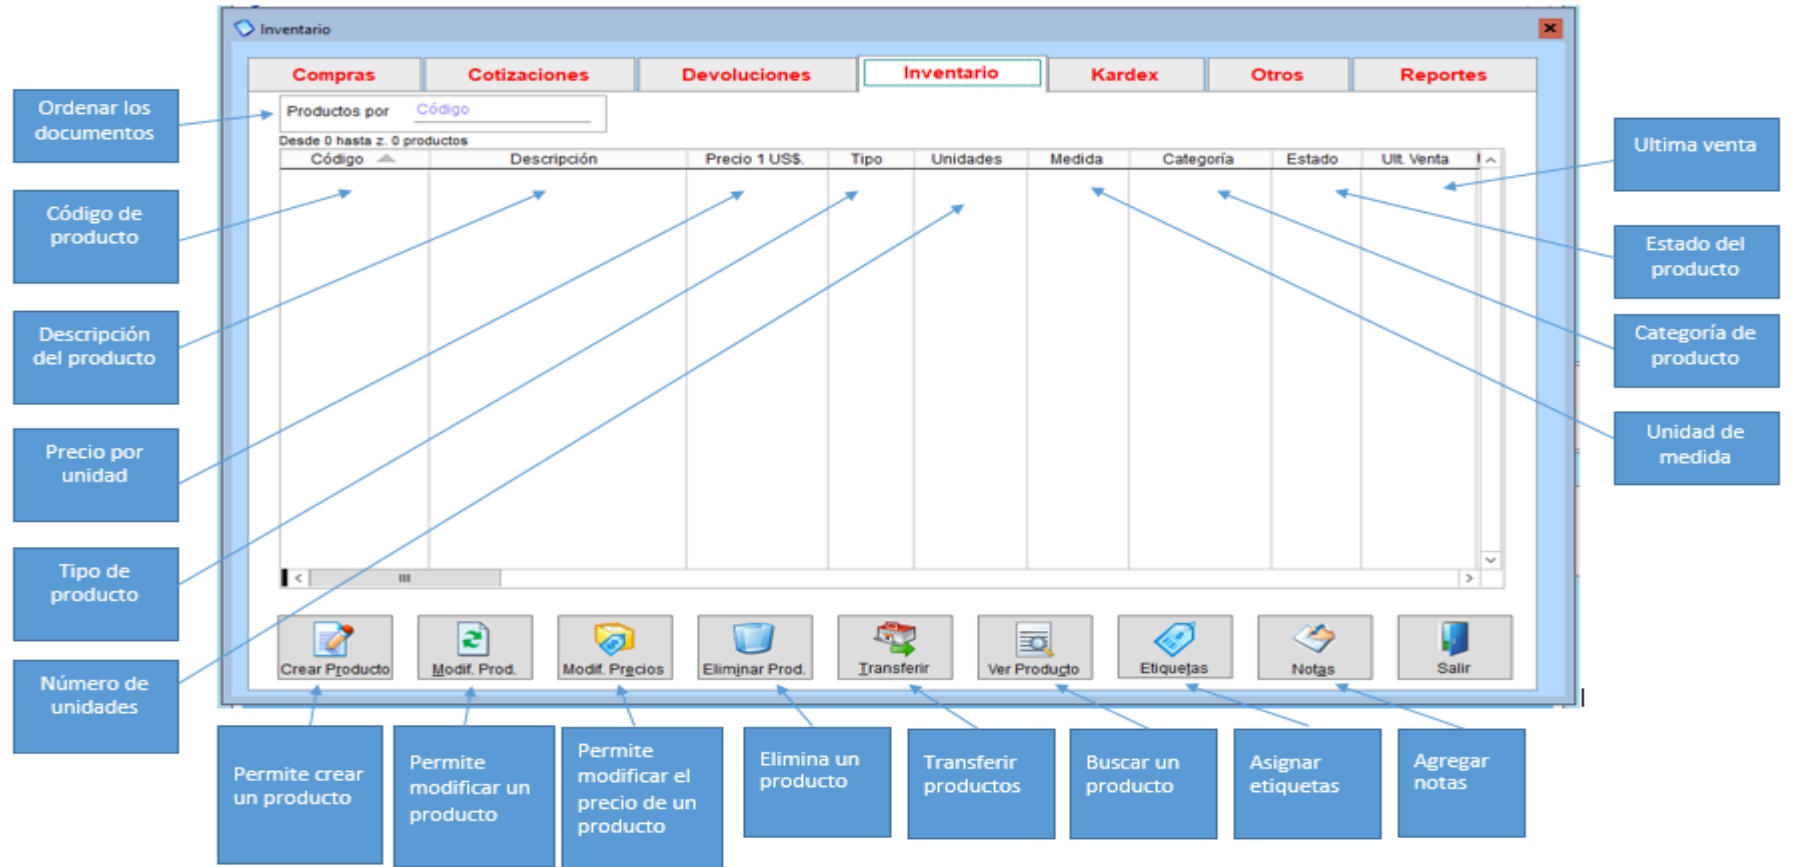 Inventario
Compras
Cotizaciones
Devoluciones
Inventario
Kardex
Otros
Reportes
Productos por Código
Desde 0 hasta z. 0 productos
Código
Descripción
Precio 1 US$.
Tipo
Unidades
Medida
Categoría
Estado
Ult. Venta
Ordenar los
documentos
Código de
producto
Descripción
del producto
Precio por
unidad
Tipo de
producto
Número de
unidades
Ultima venta
Estado del
producto
Categoría de
producto
Unidad de
medida
Crear Producto
Modif. Prod.
Modif. Precios
Eliminar Prod.
Transferir
Ver Producto
Etiquetas
Notas
Salir
Permite crear
un producto
Permite
modificar un
producto
Permite
modificar el
precio de un
producto
Elimina un
producto
Transferir
productos
Buscar un
producto
Asignar
etiquetas
Agregar
notas